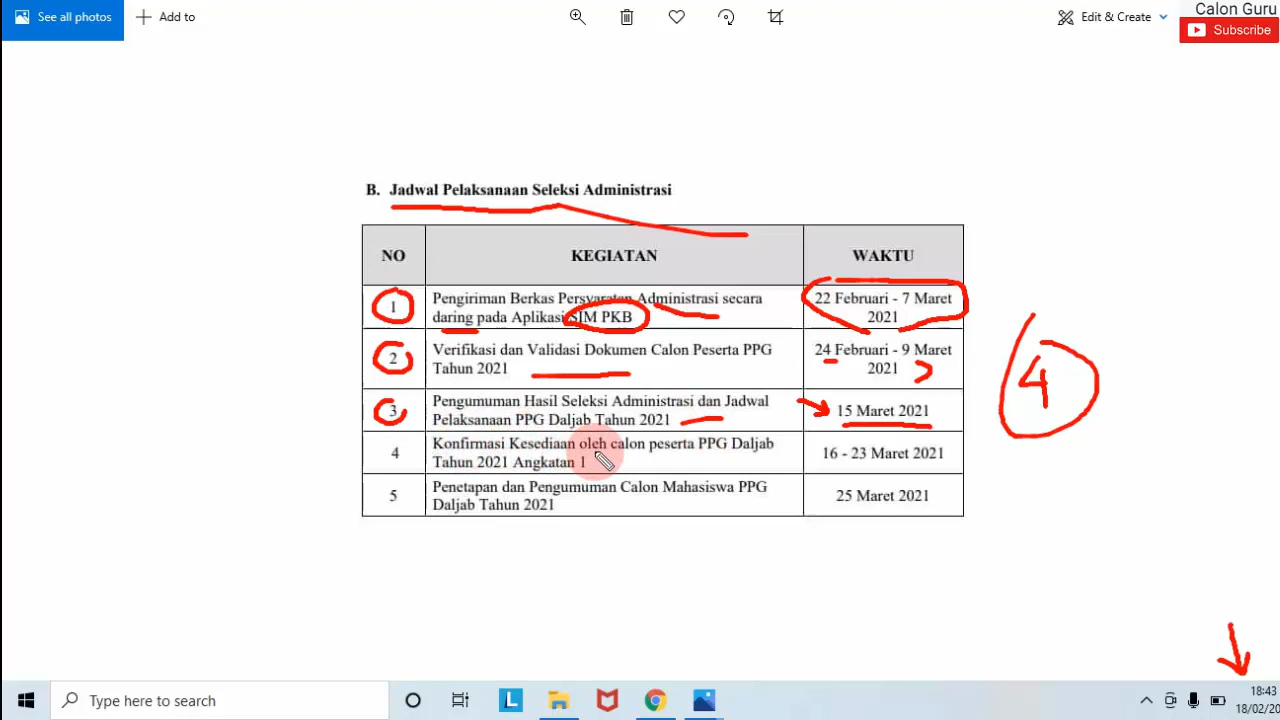 See all photos
Add to
Edit & Create
Calon Guru
Subscribe
B. Jadwal Pelaksanaan Seleksi Administrasi
NO KEGIATAN WAKTU
1 Pengiriman Berkas Persyaratan Administrasi secara
daring pada Aplikasi SIM PKB
22 Februari - 7 Maret
2021
2 Verifikasi dan Validasi Dokumen Calon Peserta PPG
Tahun 2021
24 Februari - 9 Maret
2021
3 Pengumuman Hasil Seleksi Administrasi dan Jadwal
Pelaksanaan PPG Daljab Tahun 2021
15 Maret 2021
4 Konfirmasi Kesediaan oleh calon peserta PPG Daljab
Tahun 2021 Angkatan 1
16 - 23 Maret 2021
5 Penetapan dan Pengumuman Calon Mahasiswa PPG
Daljab Tahun 2021
25 Maret 2021
4
Type here to search
L
18:43
18/02/20